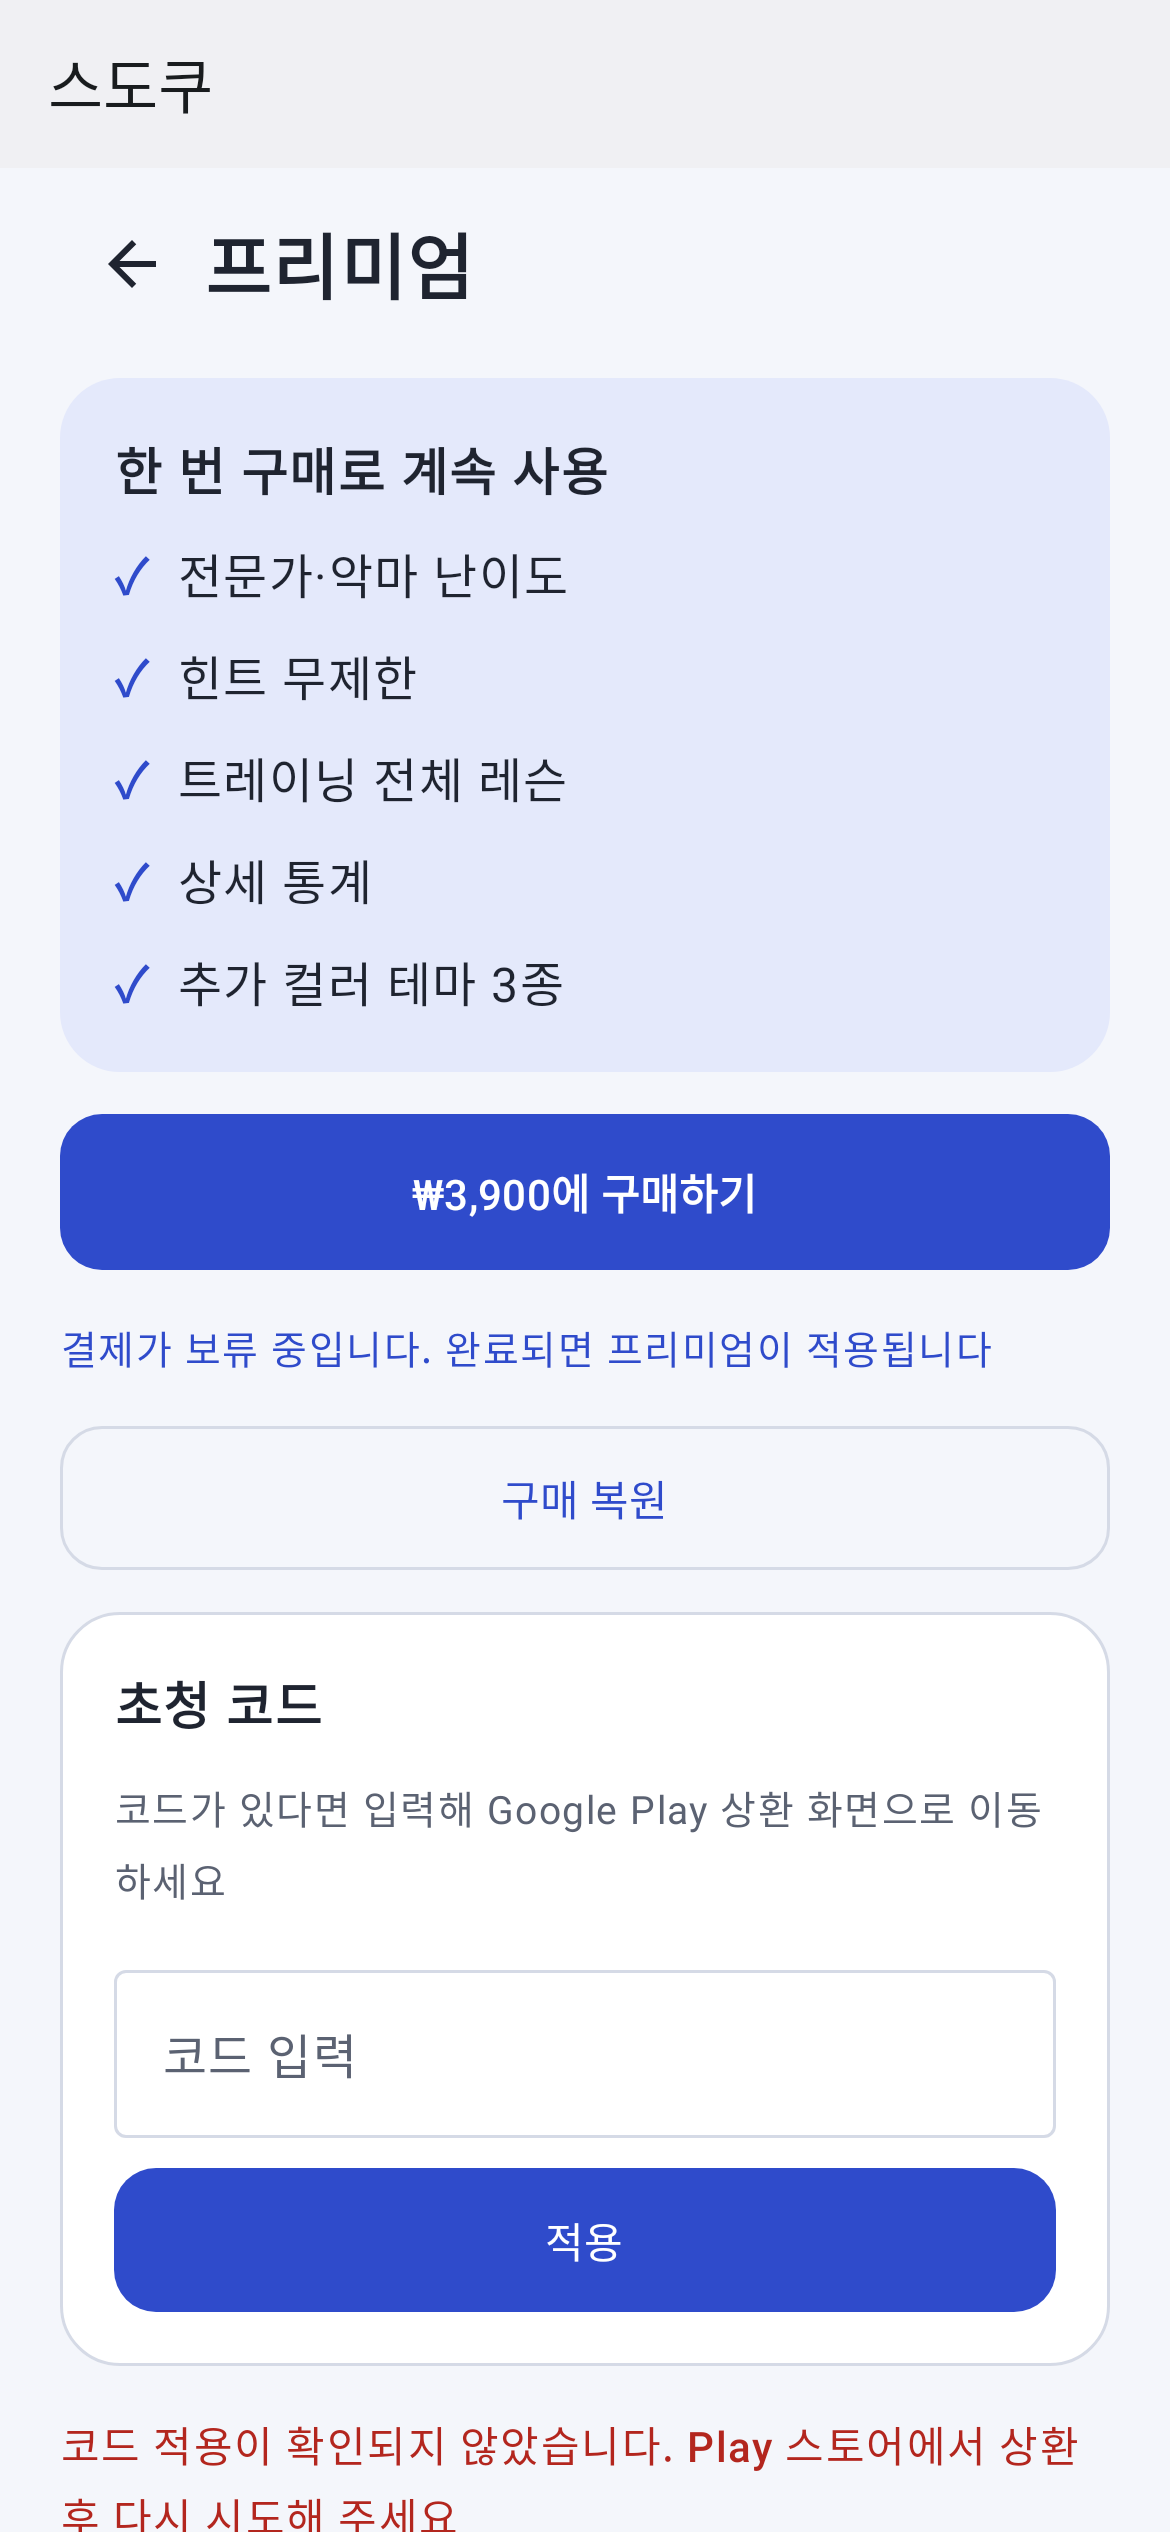 스도쿠
프리미엄
한 번 구매로 계속 사용
✓ 전문가·악마 난이도
✓ 힌트 무제한
✓ 트레이닝 전체 레슨
✓ 상세 통계
✓ 추가 컬러 테마 3종
₩3,900에 구매하기
결제가 보류 중입니다. 완료되면 프리미엄이 적용됩니다
구매 복원
초청 코드
코드가 있다면 입력해 Google Play 상환 화면으로 이동
하세요
코드 입력
적용
코드 적용이 확인되지 않았습니다. Play 스토어에서 상환
후 다시 시도해 주세요